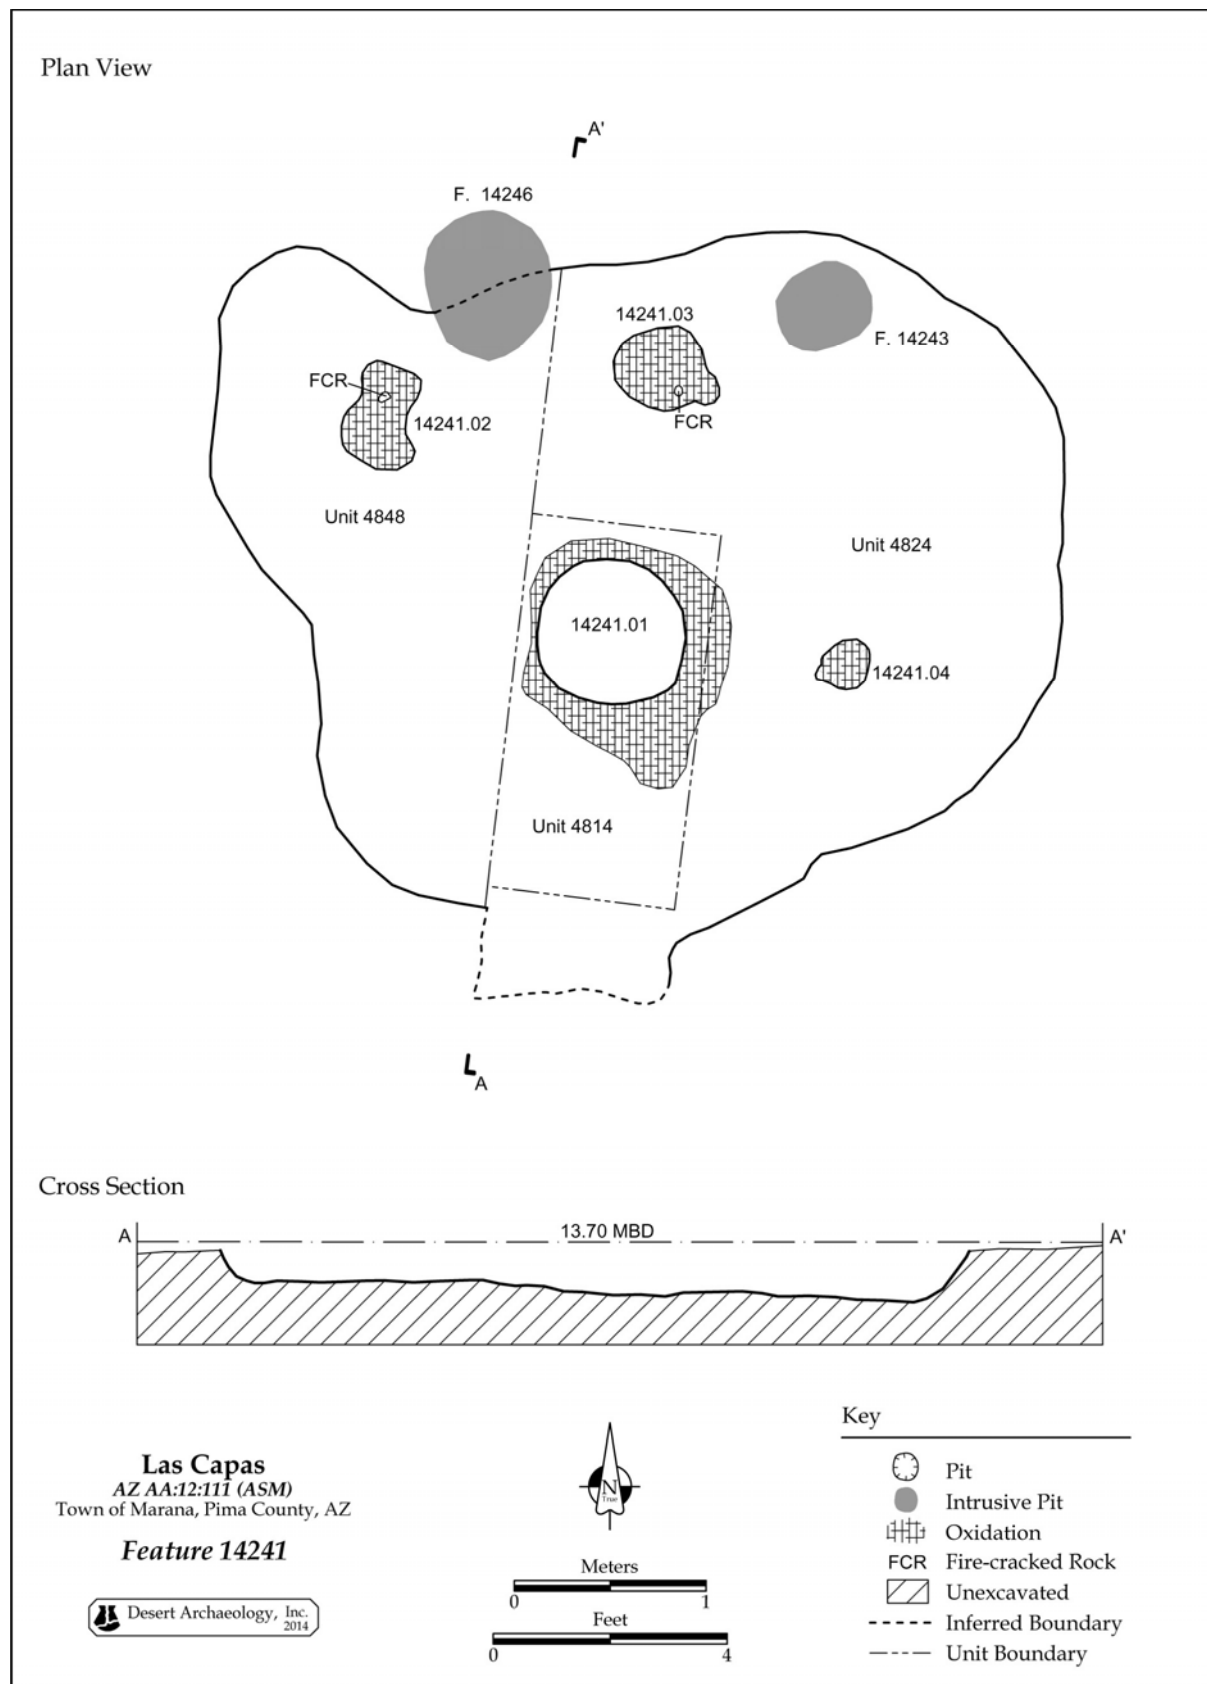 Plan View
A'
F. 14246
14241.03
F. 14243
FCR
14241.02
FCR
Unit 4848
Unit 4824
14241.01
14241.04
Unit 4814
A
Cross Section
A
13.70 MBD
A'
Key
Las Capas
AZ AA:12:111 (ASM)
Town of Marana, Pima County, AZ
Feature 14241
Desert Archaeology, Inc.
2014
N
True
Meters
0 1
Feet
0 4
Pit
Intrusive Pit
Oxidation
FCR Fire-cracked Rock
Unexcavated
Inferred Boundary
Unit Boundary